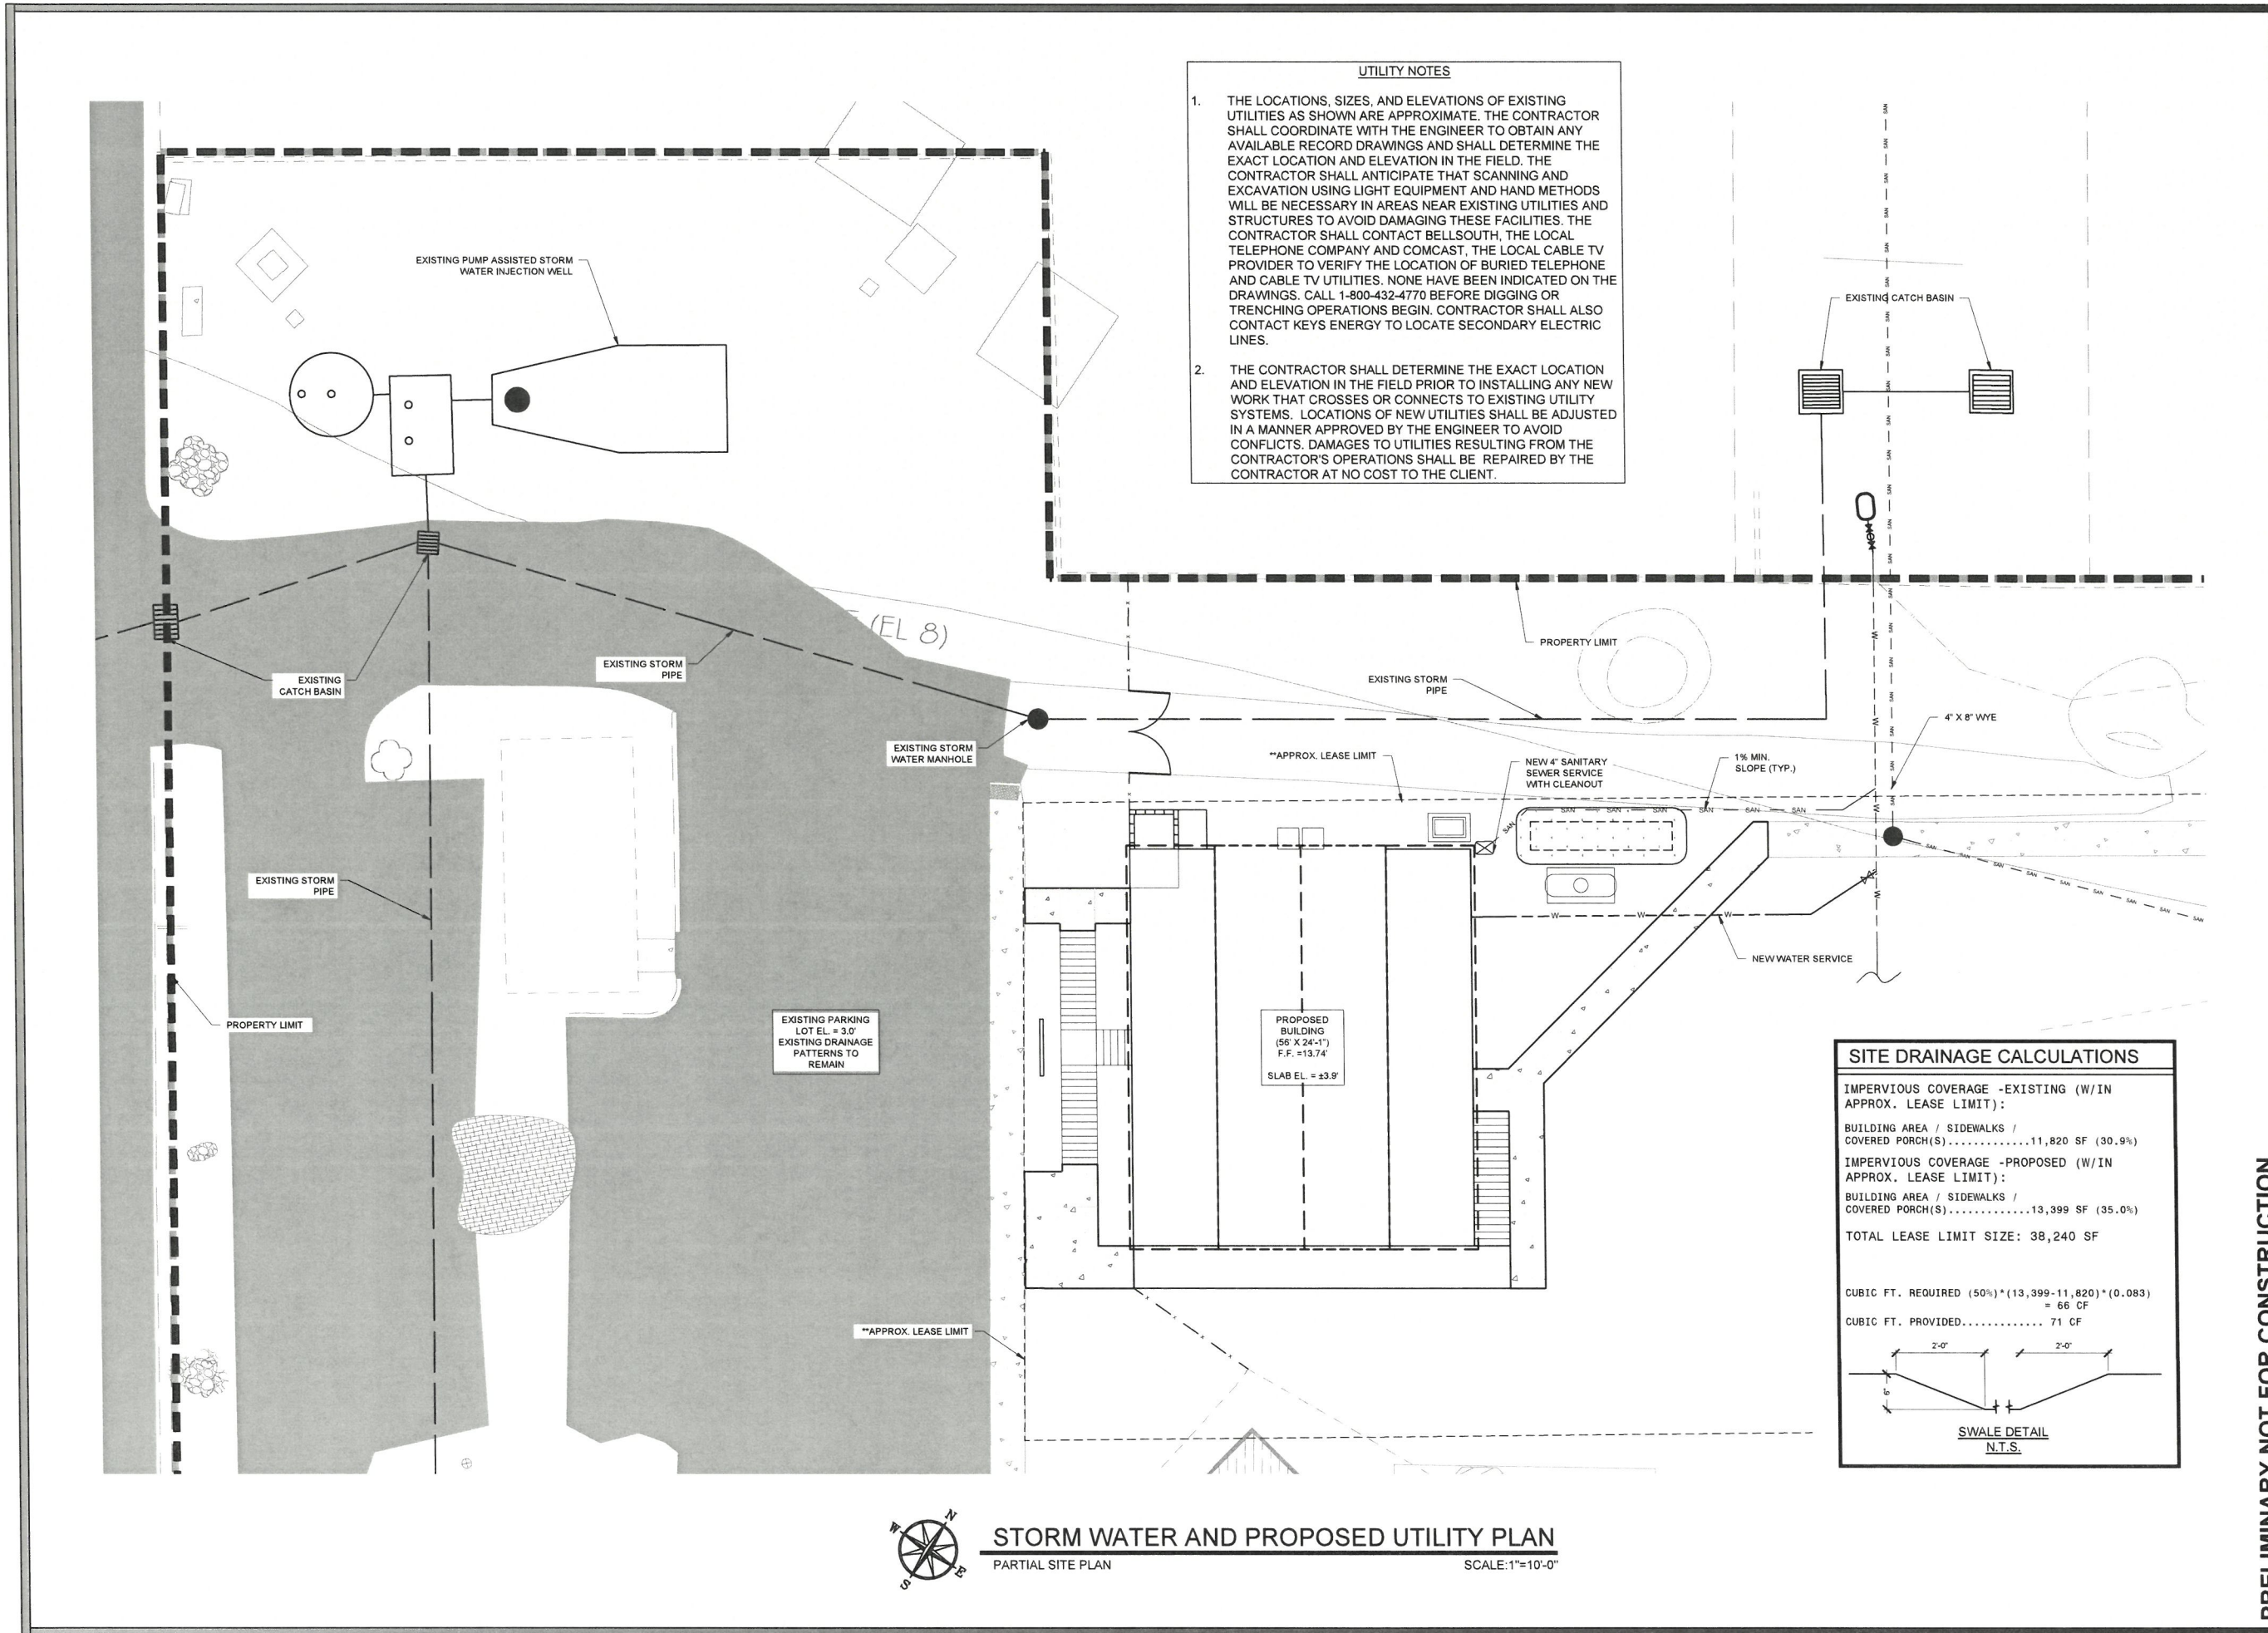 UTILITY NOTES
1. THE LOCATIONS, SIZES, AND ELEVATIONS OF EXISTING
UTILITIES AS SHOWN ARE APPROXIMATE. THE CONTRACTOR
SHALL COORDINATE WITH THE ENGINEER TO OBTAIN ANY
AVAILABLE RECORD DRAWINGS AND SHALL DETERMINE THE
EXACT LOCATION AND ELEVATION IN THE FIELD. THE
CONTRACTOR SHALL ANTICIPATE THAT SCANNING AND
EXCAVATION USING LIGHT EQUIPMENT AND HAND METHODS
WILL BE NECESSARY IN AREAS NEAR EXISTING UTILITIES AND
STRUCTURES TO AVOID DAMAGING THESE FACILITIES. THE
CONTRACTOR SHALL CONTACT BELLSOUTH, THE LOCAL
TELEPHONE COMPANY AND COMCAST, THE LOCAL CABLE TV
PROVIDER TO VERIFY THE LOCATION OF BURIED TELEPHONE
AND CABLE TV UTILITIES. NONE HAVE BEEN INDICATED ON THE
DRAWINGS. CALL 1-800-432-4770 BEFORE DIGGING OR
TRENCHING OPERATIONS BEGIN. CONTRACTOR SHALL ALSO
CONTACT KEYS ENERGY TO LOCATE SECONDARY ELECTRIC
LINES.
2. THE CONTRACTOR SHALL DETERMINE THE EXACT LOCATION
AND ELEVATION IN THE FIELD PRIOR TO INSTALLING ANY NEW
WORK THAT CROSSES OR CONNECTS TO EXISTING UTILITY
SYSTEMS. LOCATIONS OF NEW UTILITIES SHALL BE ADJUSTED
IN A MANNER APPROVED BY THE ENGINEER TO AVOID
CONFLICTS. DAMAGES TO UTILITIES RESULTING FROM THE
CONTRACTOR'S OPERATIONS SHALL BE REPAIRED BY THE
CONTRACTOR AT NO COST TO THE CLIENT.
EXISTING PUMP ASSISTED STORM
WATER INJECTION WELL
EXISTING CATCH BASIN
(EL 8)
PROPERTY LIMIT
EXISTING STORM
PIPE
EXISTING
CATCH BASIN
EXISTING STORM
PIPE
4" X 8" WYE
EXISTING STORM
WATER MANHOLE
**APPROX. LEASE LIMIT
NEW 4" SANITARY
SEWER SERVICE
WITH CLEANOUT
1% MIN.
SLOPE (TYP.)
EXISTING STORM
PIPE
NEW WATER SERVICE
PROPERTY LIMIT
EXISTING PARKING
LOT EL. = 3.0'
EXISTING DRAINAGE
PATTERNS TO
REMAIN
PROPOSED
BUILDING
(56' X 24'-1")
F.F. =13.74'
SLAB EL. = ±3.9'
**APPROX. LEASE LIMIT
SITE DRAINAGE CALCULATIONS
IMPERVIOUS COVERAGE -EXISTING (W/IN
APPROX. LEASE LIMIT):
BUILDING AREA / SIDEWALKS /
COVERED PORCH(S).............11,820 SF (30.9%)
IMPERVIOUS COVERAGE -PROPOSED (W/IN
APPROX. LEASE LIMIT):
BUILDING AREA / SIDEWALKS /
COVERED PORCH(S).............13,399 SF (35.0%)
TOTAL LEASE LIMIT SIZE: 38,240 SF
CUBIC FT. REQUIRED (50%)*(13,399-11,820)*(0.083)
= 66 CF
CUBIC FT. PROVIDED............. 71 CF
2'-0" 2'-0"
SWALE DETAIL
N.T.S.
PRELIMINARY NOT FOR CONSTRUCTION
N
W
E
S
STORM WATER AND PROPOSED UTILITY PLAN
PARTIAL SITE PLAN SCALE:1"=10'-0"